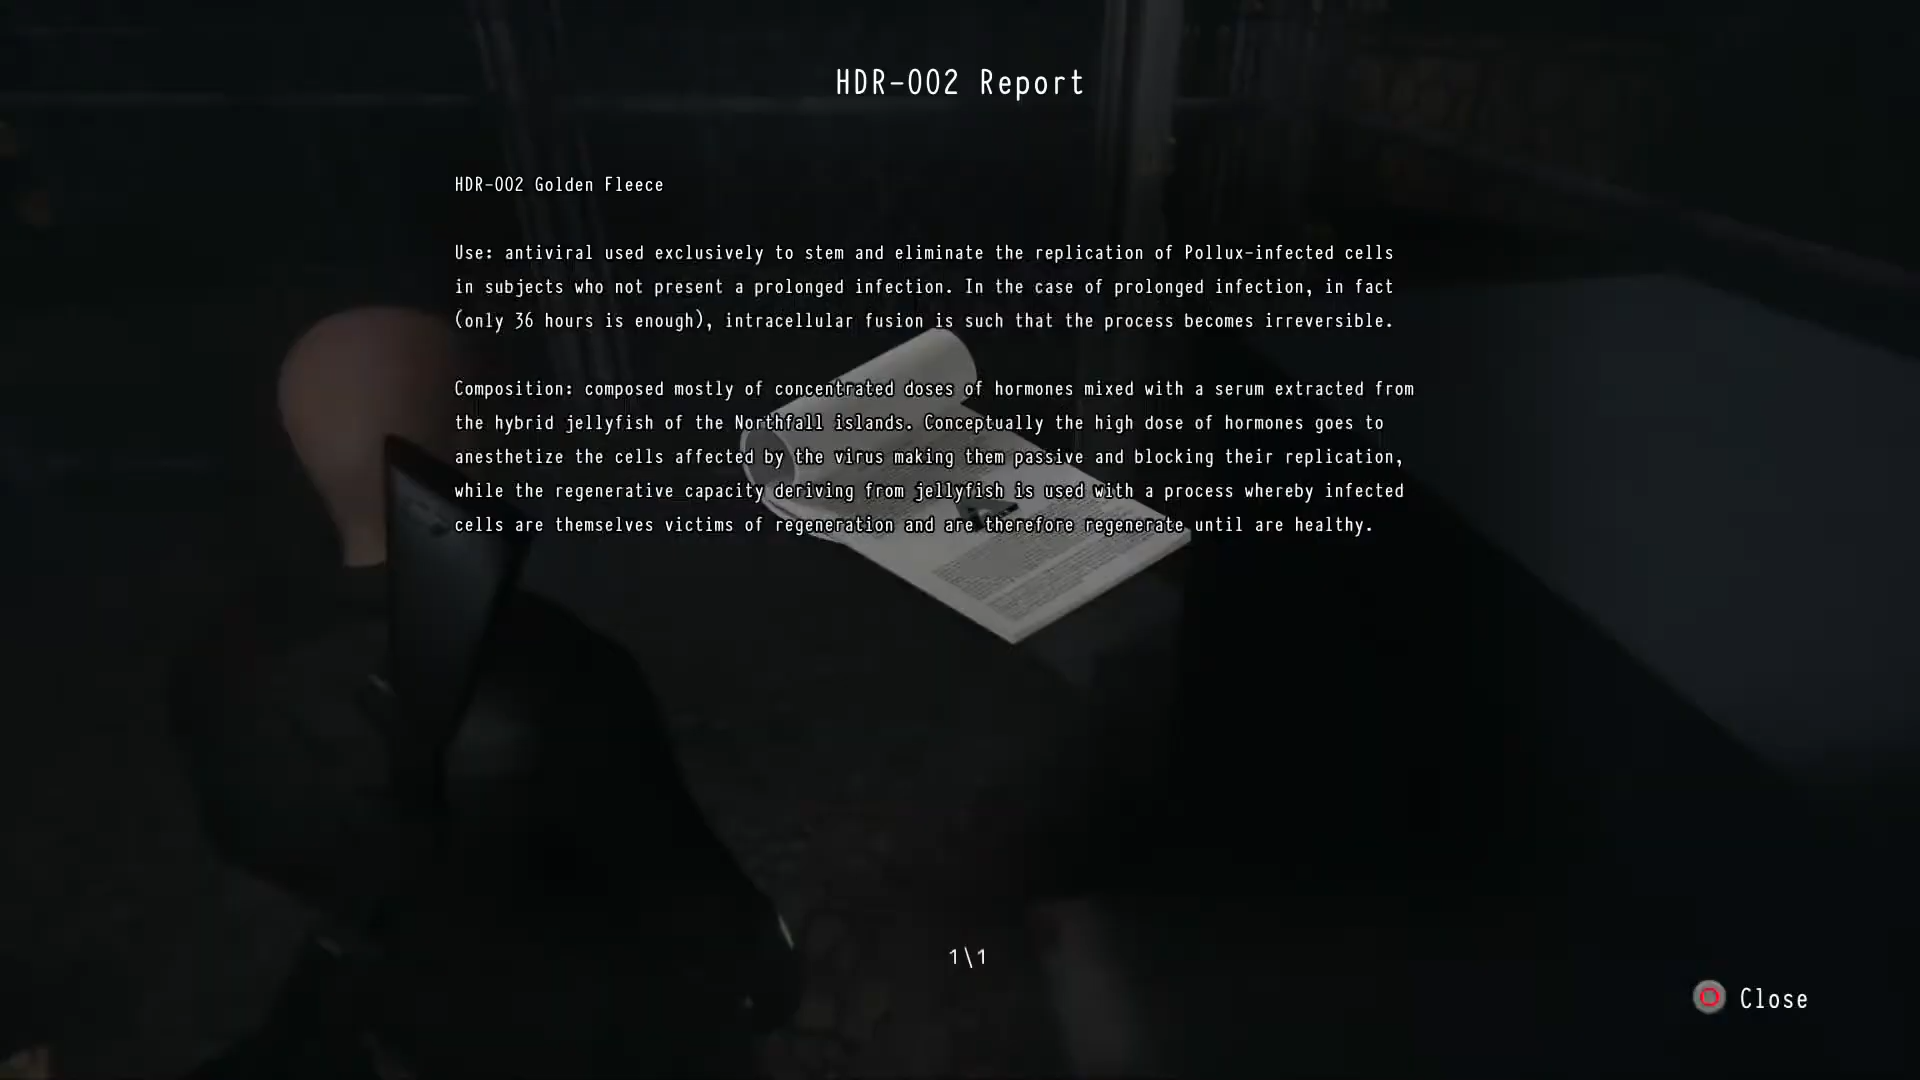 HDR-002 Report
HDR-002 Golden Fleece
Use: antiviral used exclusively to stem and eliminate the replication of Pollux-infected cells
in subjects who not present a prolonged infection. In the case of prolonged infection, in fact
(only 36 hours is enough), intracellular fusion is such that the process becomes irreversible.
Composition: composed mostly of concentrated doses of hormones mixed with a serum extracted from
the hybrid jellyfish of the Northfall islands. Conceptually the high dose of hormones goes to
anesthetize the cells affected by the virus making them passive and blocking their replication,
while the regenerative capacity deriving from jellyfish is used with a process whereby infected
cells are themselves victims of regeneration and are therefore regenerate until are healthy.
1\1
Close